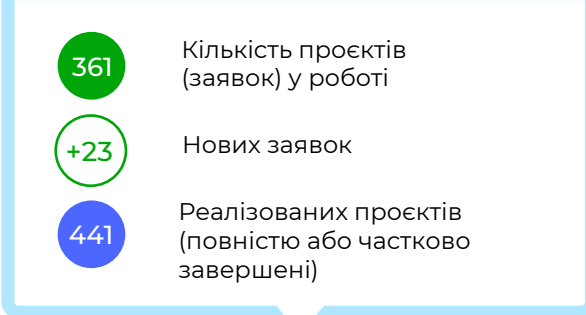 361
Кількість проєктів
(заявок) у роботі
+23
Нових заявок
441
Реалізованих проєктів
(повністю або частково
завершені)